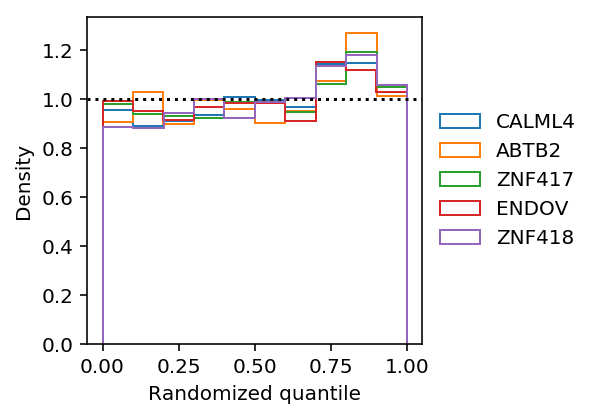 Density
1.2
1.0
0.8
0.6
0.4
0.2
0.0
0.00 0.25 0.50 0.75 1.00
Randomized quantile
CALML4
ABTB2
ZNF417
ENDOV
ZNF418